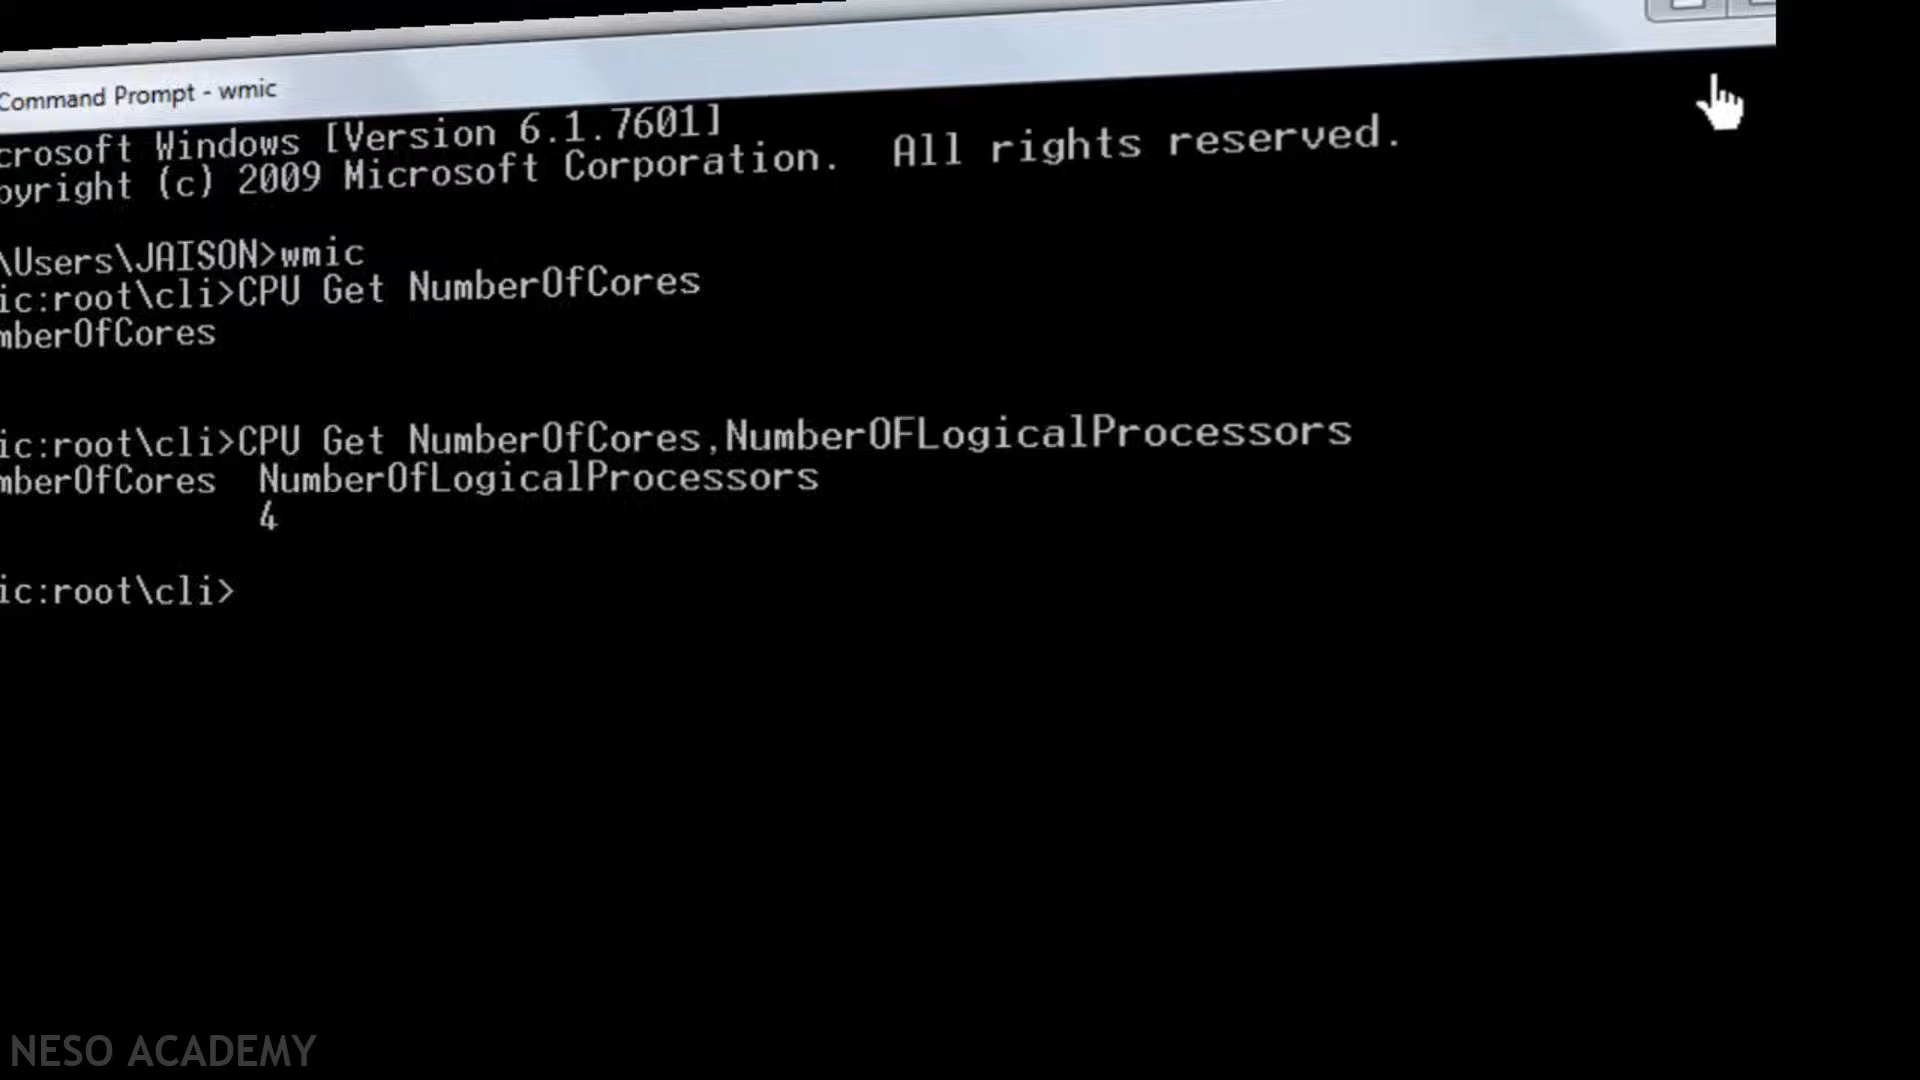 Command Prompt - wmic
crosoft Windows [Version 6.1.7601]
pyright (c) 2009 Microsoft Corporation.  All rights reserved.
\Users\JAISON>wmic
ic:root\cli>CPU Get NumberOfCores
mberOfCores
ic:root\cli>CPU Get NumberOfCores,NumberOFLogicalProcessors
mberOfCores  NumberOfLogicalProcessors
4
ic:root\cli>
NESO ACADEMY